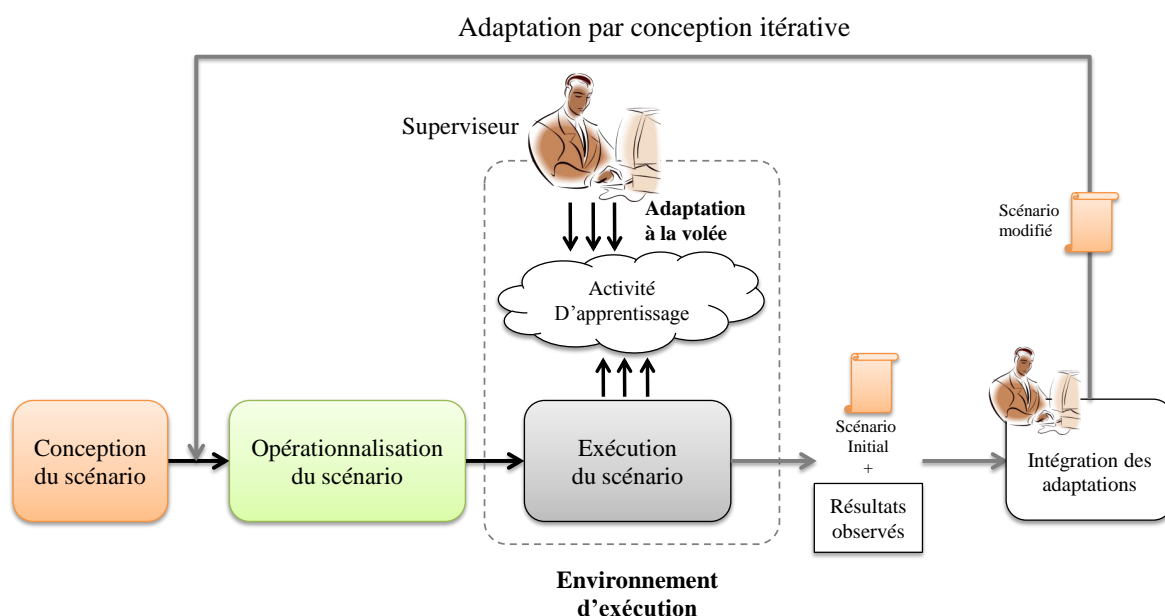 Adaptation par conception itérative
Superviseur
Adaptation
à la volée
Scénario
modifié
Activité
D’apprentissage
Conception
du scénario
Opérationnalisation
du scénario
Exécution
du scénario
Scénario
Initial
+
Résultats
observés
Intégration des
adaptations
Environnement
d’exécution